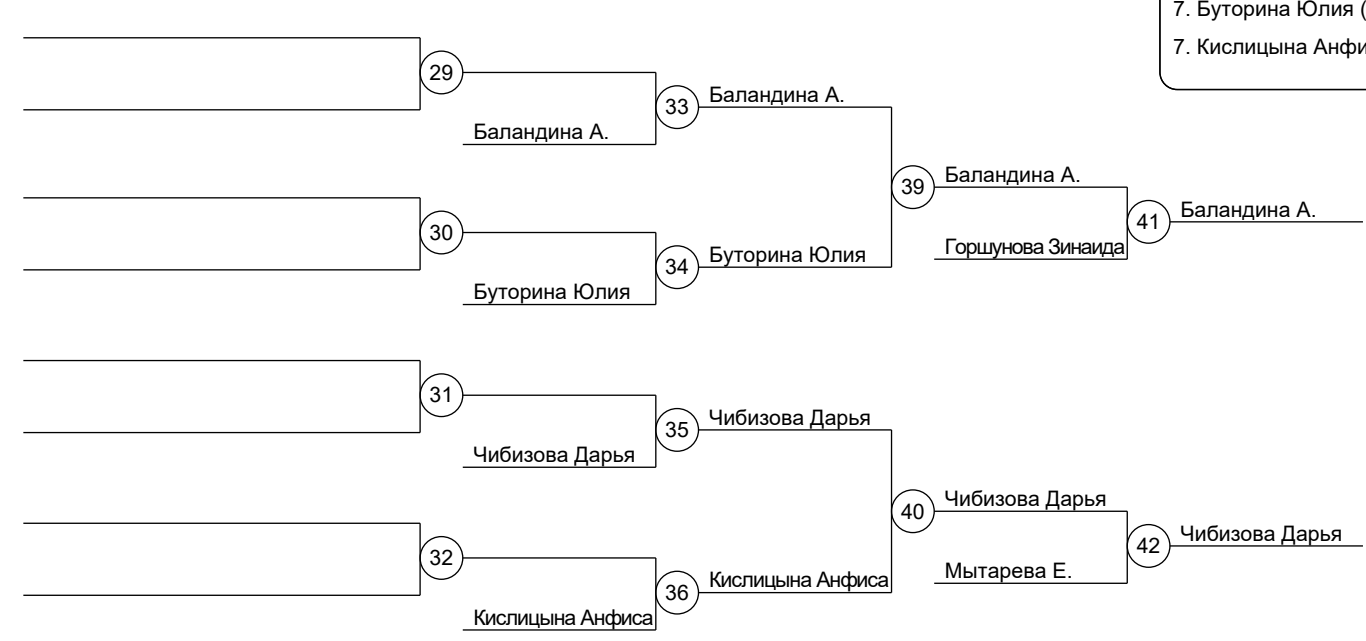 7. Буторина Юлия (
7. Кислицына Анфи
29
33
Баландина А.
Баландина А.
39
Баландина А.
41
Баландина А.
30
34
Буторина Юлия
Горшунова Зинаида
Буторина Юлия
31
35
Чибизова Дарья
Чибизова Дарья
40
Чибизова Дарья
42
Чибизова Дарья
32
36
Кислицына Анфиса
Мытарева Е.
Кислицына Анфиса